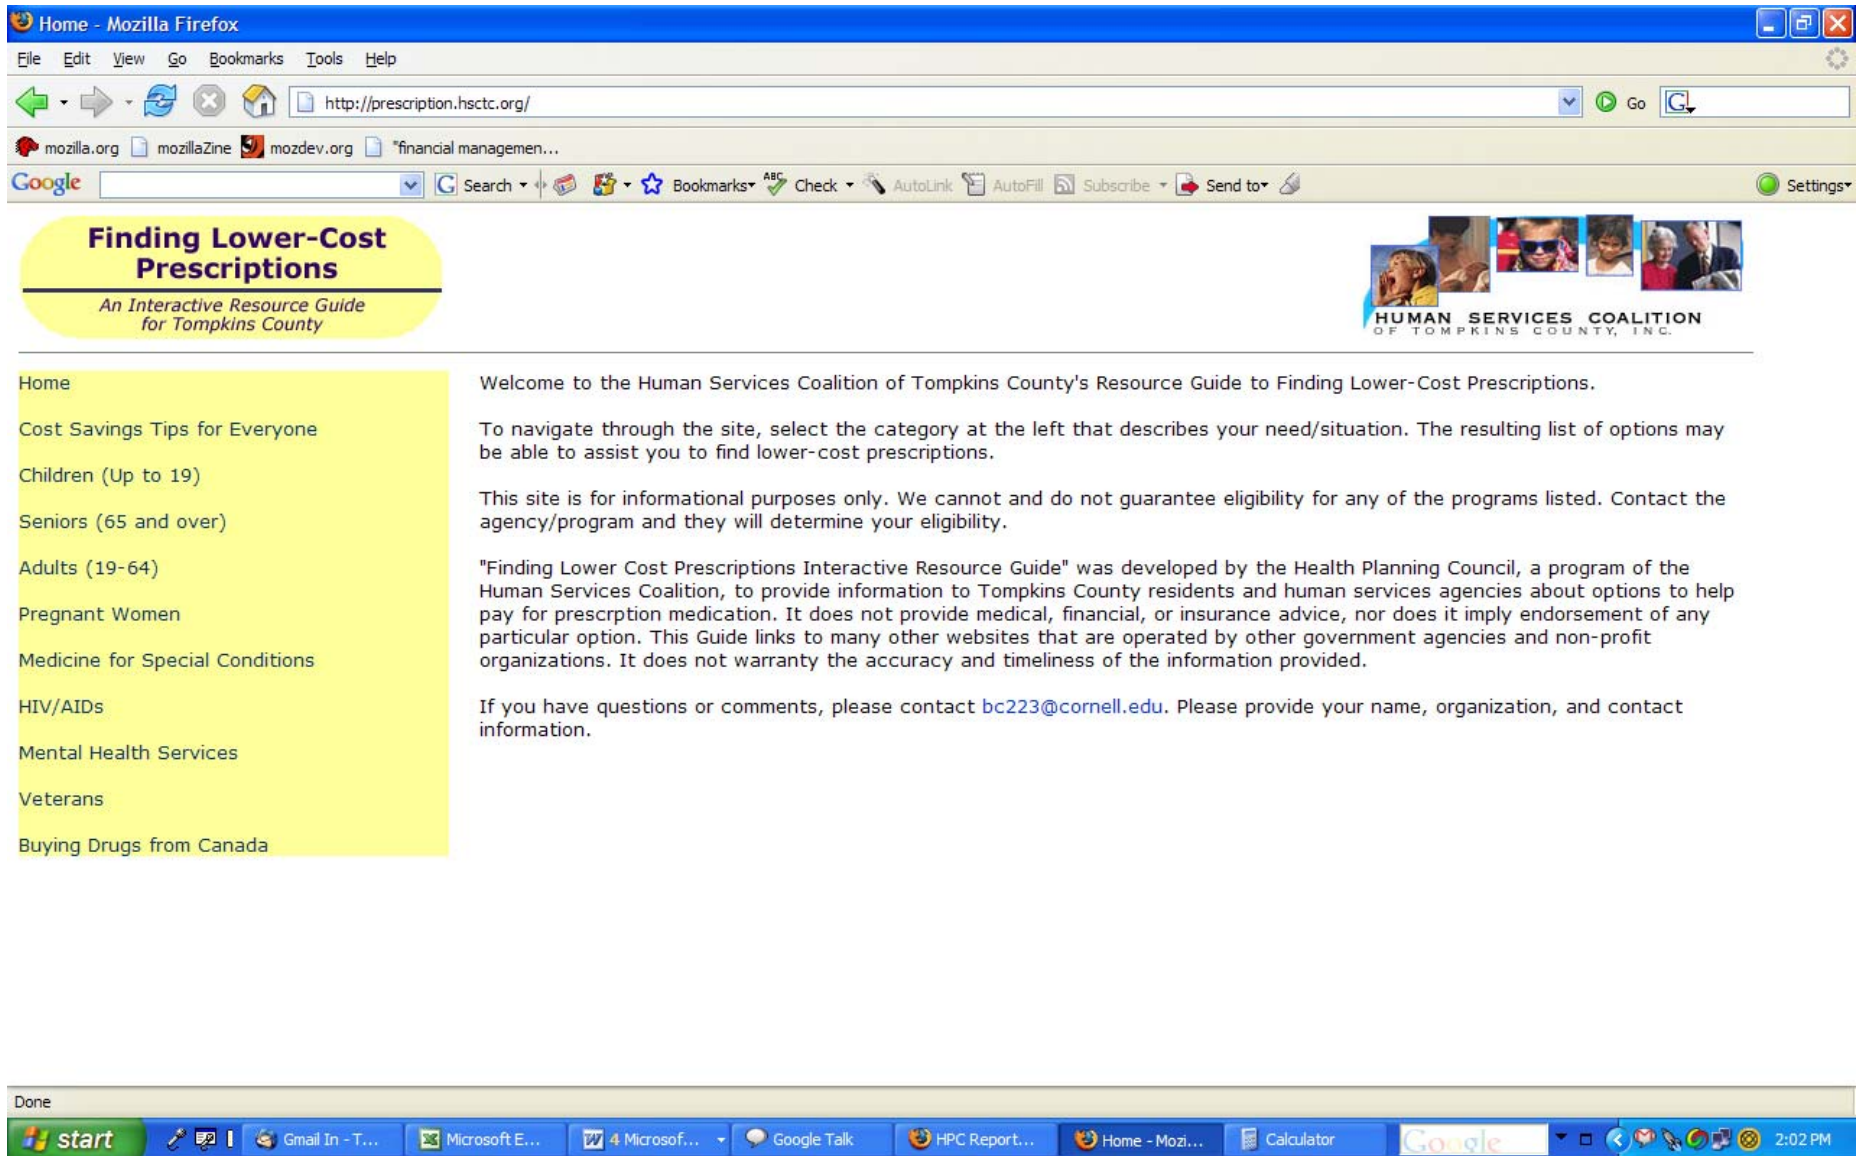 Home - Mozilla Firefox
File Edit View Go Bookmarks Tools Help
http://prescription.hsctc.org/
Go
G
mozilla.org mozillaZine mozdev.org "financial managemen...
Google G Search Bookmarks ABC Check AutoLink AutoFill Subscribe Send to Settings
Finding Lower-Cost
Prescriptions
An Interactive Resource Guide
for Tompkins County
HUMAN SERVICES COALITION
OF TOMPKINS COUNTY, INC.
Home
Cost Savings Tips for Everyone
Children (Up to 19)
Seniors (65 and over)
Adults (19-64)
Pregnant Women
Medicine for Special Conditions
HIV/AIDs
Mental Health Services
Veterans
Buying Drugs from Canada
Welcome to the Human Services Coalition of Tompkins County's Resource Guide to Finding Lower-Cost Prescriptions.
To navigate through the site, select the category at the left that describes your need/situation. The resulting list of options may
be able to assist you to find lower-cost prescriptions.
This site is for informational purposes only. We cannot and do not guarantee eligibility for any of the programs listed. Contact the
agency/program and they will determine your eligibility.
"Finding Lower Cost Prescriptions Interactive Resource Guide" was developed by the Health Planning Council, a program of the
Human Services Coalition, to provide information to Tompkins County residents and human services agencies about options to help
pay for prescrption medication. It does not provide medical, financial, or insurance advice, nor does it imply endorsement of any
particular option. This Guide links to many other websites that are operated by other government agencies and non-profit
organizations. It does not warranty the accuracy and timeliness of the information provided.
If you have questions or comments, please contact bc223@cornell.edu. Please provide your name, organization, and contact
information.
Done
start Gmail In - T... Microsoft E... 4 Microsof... Google Talk HPC Report... Home - Mozi... Calculator Google 2:02 PM